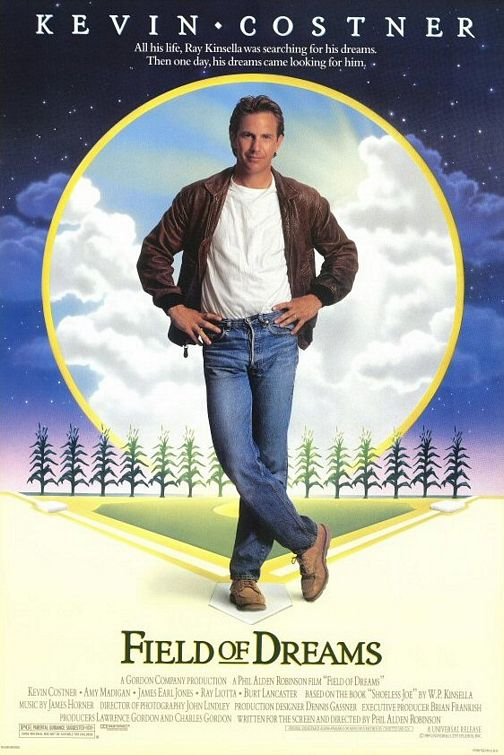 KEVIN • COSTNER
All his life, Ray Kinsella was searching for his dreams.
Then one day, his dreams came looking for him.
FIELD OF DREAMS
A GORDON COMPANY PRODUCTION A PHIL ALDEN ROBINSON FILM "FIELD OF DREAMS"
KEVIN COSTNER • AMY MADIGAN • JAMES EARL JONES • RAY LIOTTA • BURT LANCASTER BASED ON THE BOOK "SHOELESS JOE" BY W.P. KINSELLA
MUSIC BY JAMES HORNER DIRECTOR OF PHOTOGRAPHY JOHN LINDLEY PRODUCTION DESIGNER DENNIS GASSNER EXECUTIVE PRODUCER BRIAN FRANKISH
PRODUCERS LAWRENCE GORDON AND CHARLES GORDON WRITTEN FOR THE SCREEN AND DIRECTED BY PHIL ALDEN ROBINSON
PG PARENTAL GUIDANCE SUGGESTED
A UNIVERSAL RELEASE